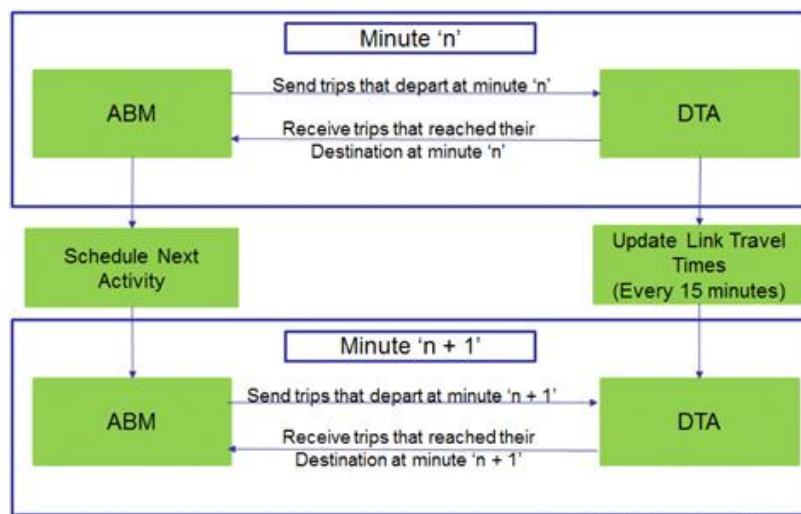 Minute ‘n’
Send trips that depart at minute ‘n’
ABM
DTA
Receive trips that reached their
Destination at minute ‘n’
Schedule Next
Activity
Update Link Travel
Times
(Every 15 minutes)
Minute ‘n + 1’
Send trips that depart at minute ‘n + 1’
ABM
DTA
Receive trips that reached their
Destination at minute ‘n + 1’